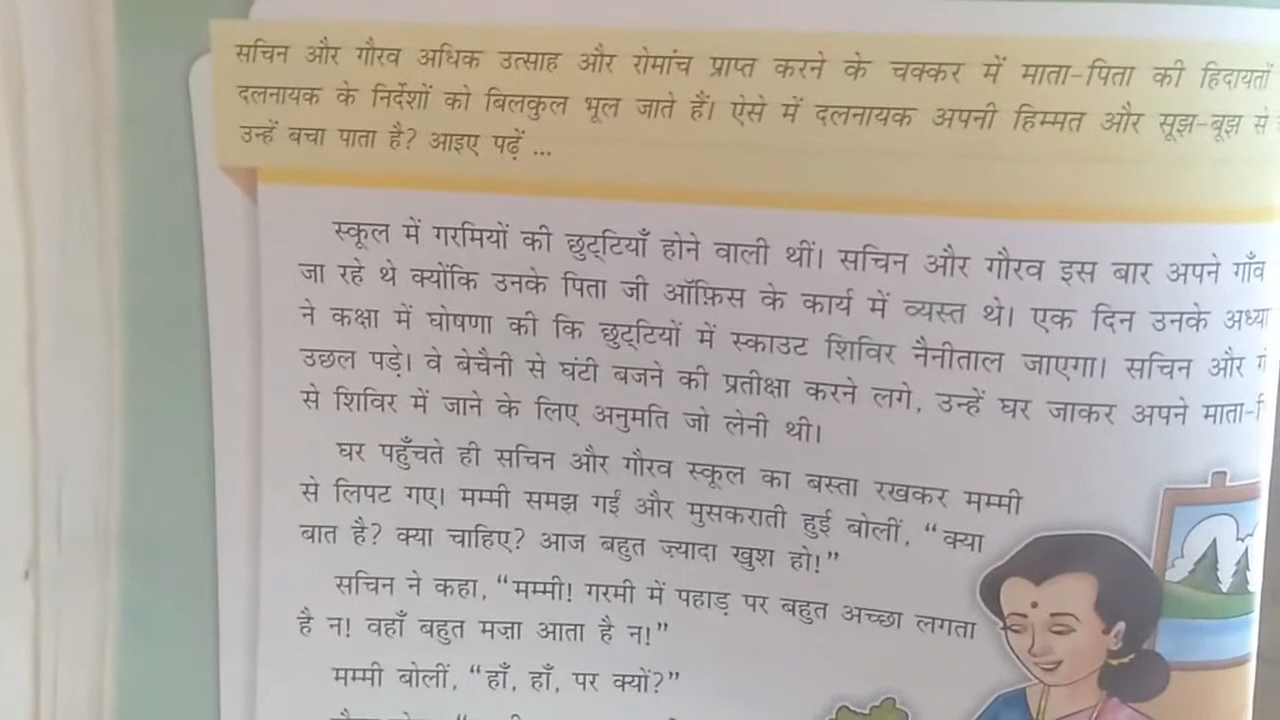 सचिन और गौरव अधिक उत्साह और रोमांच प्राप्त करने के चक्कर में माता-पिता की हिदायतों
दलनायक के निर्देशों को बिलकुल भूल जाते हैं। ऐसे में दलनायक अपनी हिम्मत और सूझ-बूझ से
उन्हें बचा पाता है? आइए पढ़ें ...
स्कूल में गरमियों की छुट्टियाँ होने वाली थीं। सचिन और गौरव इस बार अपने गाँव
जा रहे थे क्योंकि उनके पिता जी ऑफ़िस के कार्य में व्यस्त थे। एक दिन उनके
ने कक्षा में घोषणा की कि छुट्टियों में स्काउट शिविर नैनीताल जाएगा। सचिन और
उछल पड़े। वे बेचैनी से घंटी बजने की प्रतीक्षा करने लगे, उन्हें घर जाकर अपने माता-
से शिविर में जाने के लिए अनुमति जो लेनी थी।
घर पहुँचते ही सचिन और गौरव स्कूल का बस्ता रखकर मम्मी
से लिपट गए। मम्मी समझ गईं और मुसकराती हुई बोलीं, “क्या
बात है? क्या चाहिए? आज बहुत ज़्यादा खुश हो!”
सचिन ने कहा, “मम्मी! गरमी में पहाड़ पर बहुत अच्छा लगता
है न! वहाँ बहुत मज़ा आता है न!”
मम्मी बोलीं, “हाँ, हाँ, पर क्यों?”